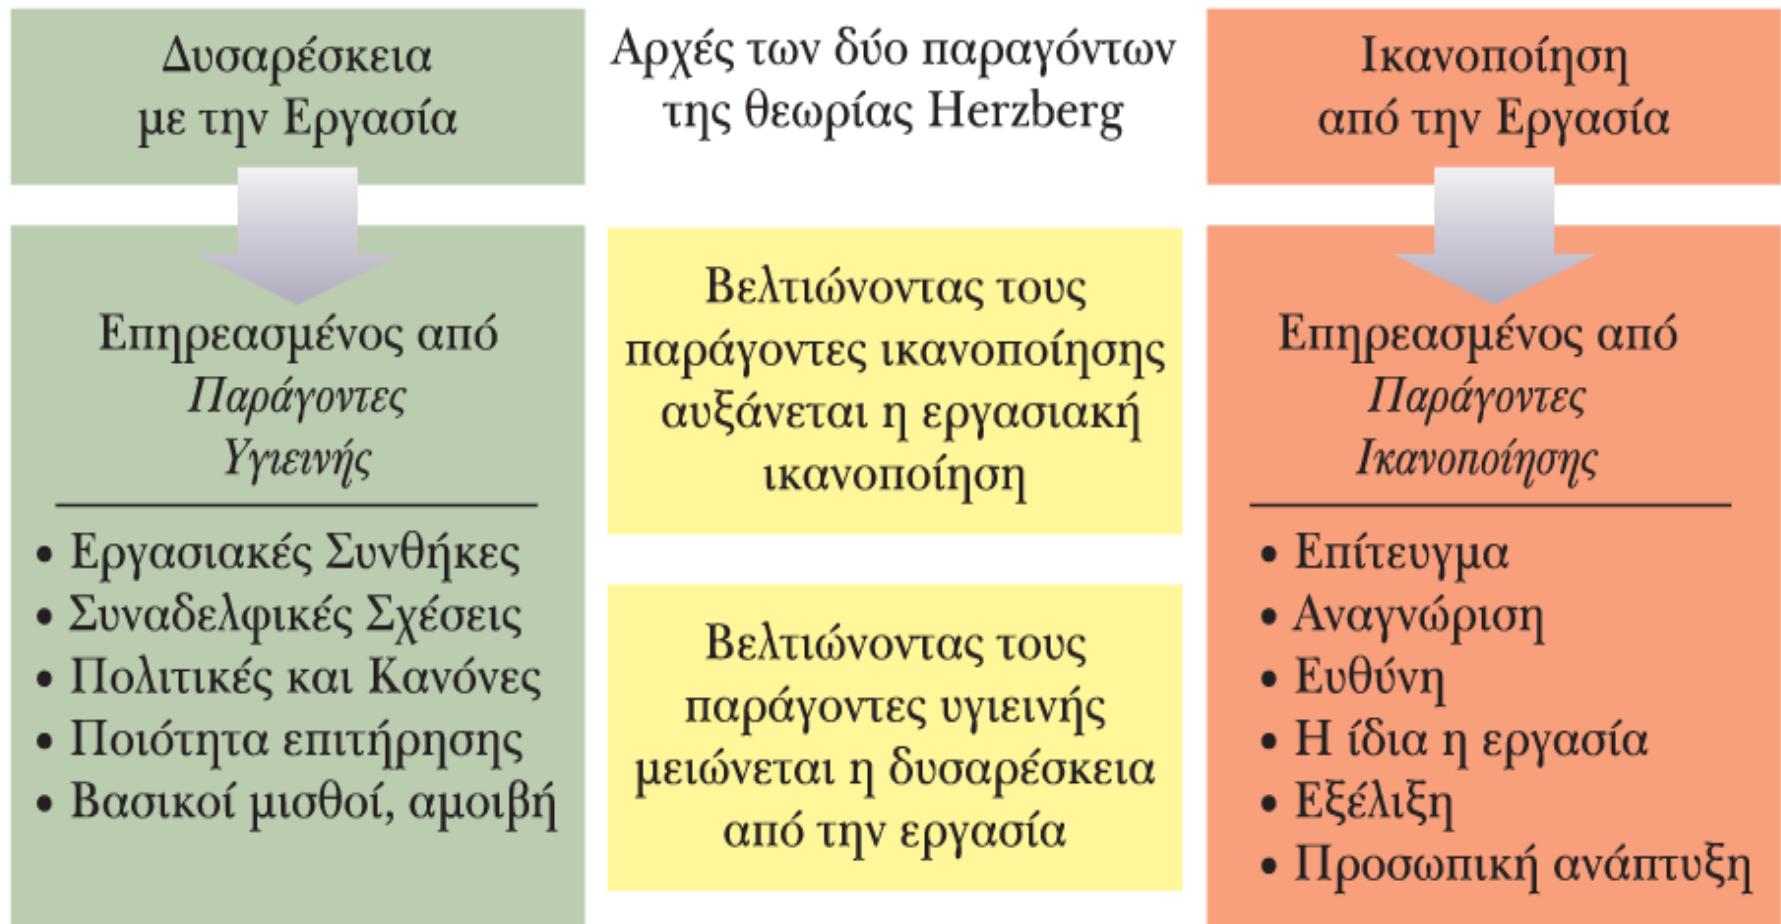 Δυσαρέσκεια
με την Εργασία
Επηρεασμένος από
Παράγοντες
Υγιεινής
• Εργασιακές Συνθήκες
• Συναδελφικές Σχέσεις
• Πολιτικές και Κανόνες
• Ποιότητα επιτήρησης
• Βασικοί μισθοί, αμοιβή
Αρχές των δύο παραγόντων
της θεωρίας Herzberg
Βελτιώνοντας τους
παράγοντες ικανοποίησης
αυξάνεται η εργασιακή
ικανοποίηση
Βελτιώνοντας τους
παράγοντες υγιεινής
μειώνεται η δυσαρέσκεια
από την εργασία
Ικανοποίηση
από την Εργασία
Επηρεασμένος από
Παράγοντες
Ικανοποίησης
• Επίτευγμα
• Αναγνώριση
• Ευθύνη
• Η ίδια η εργασία
• Εξέλιξη
• Προσωπική ανάπτυξη